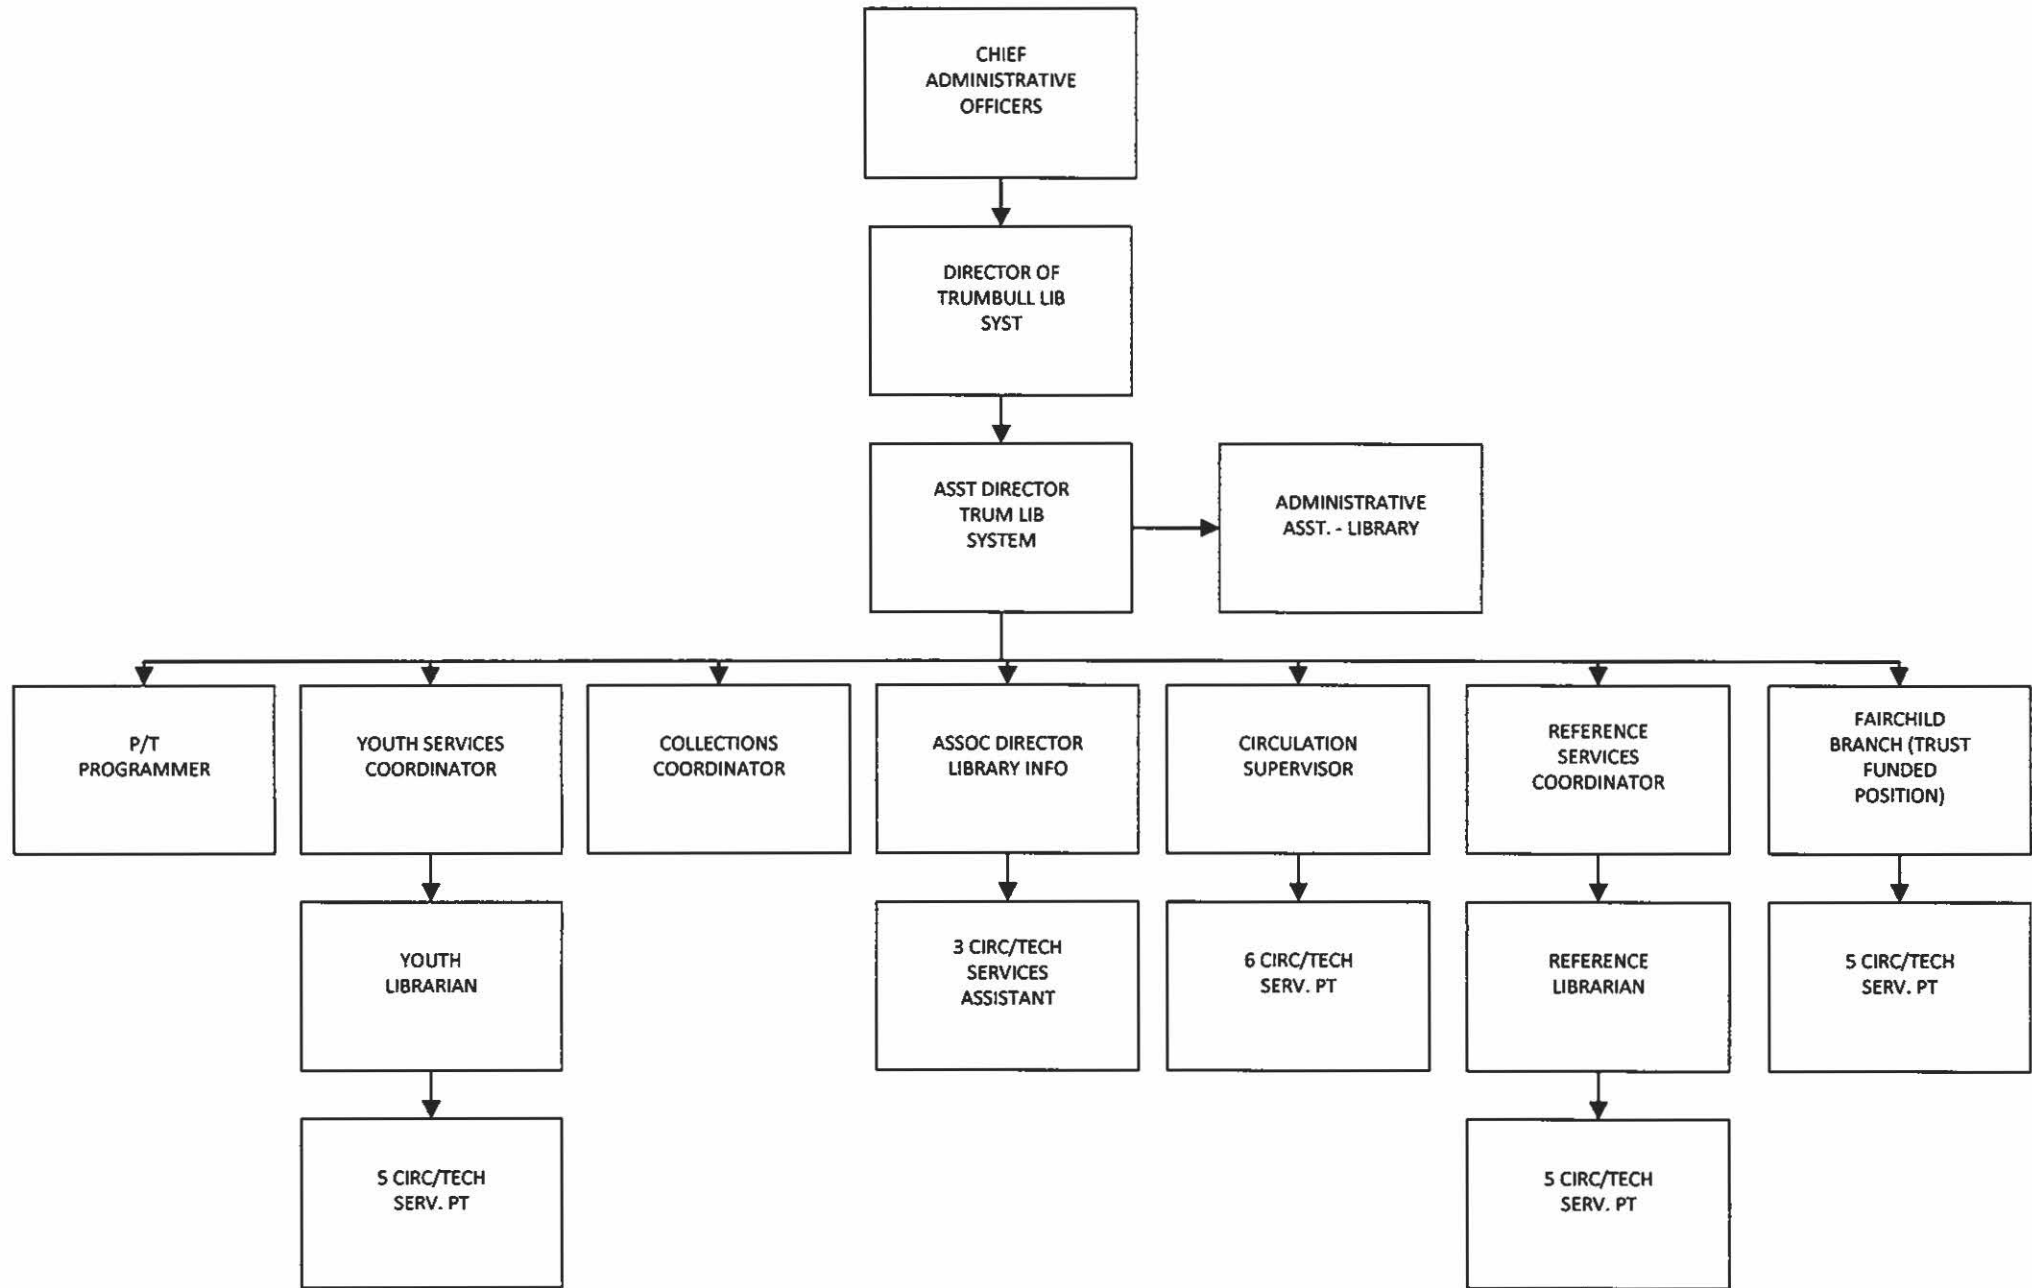 CHIEF
ADMINISTRATIVE
OFFICERS
DIRECTOR OF
TRUMBULL LIB
SYST
ASST DIRECTOR
TRUM LIB
SYSTEM
ADMINISTRATIVE
ASST. - LIBRARY
P/T
PROGRAMMER
YOUTH SERVICES
COORDINATOR
COLLECTIONS
COORDINATOR
ASSOC DIRECTOR
LIBRARY INFO
CIRCULATION
SUPERVISOR
REFERENCE
SERVICES
COORDINATOR
FAIRCHILD
BRANCH (TRUST
FUNDED
POSITION)
YOUTH
LIBRARIAN
3 CIRC/TECH
SERVICES
ASSISTANT
6 CIRC/TECH
SERV. PT
REFERENCE
LIBRARIAN
5 CIRC/TECH
SERV. PT
5 CIRC/TECH
SERV. PT
5 CIRC/TECH
SERV. PT